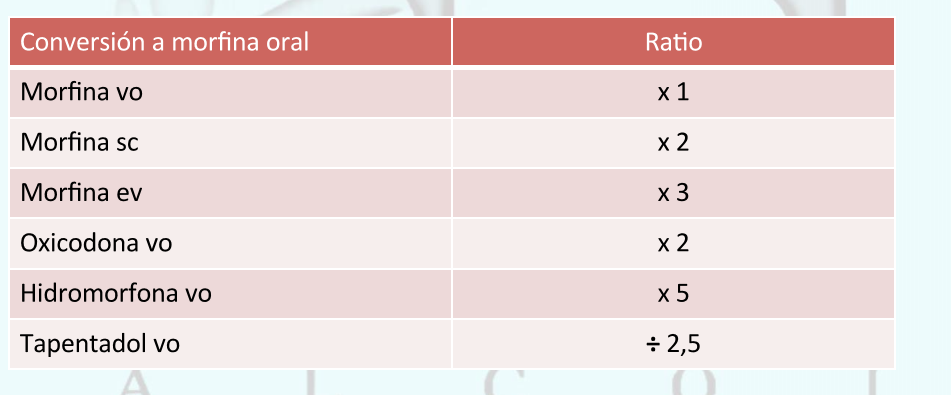 Conversión a morfina oral Ratio
Morfina vo x 1
Morfina sc x 2
Morfina ev x 3
Oxicodona vo x 2
Hidromorfona vo x 5
Tapentadol vo ÷ 2,5